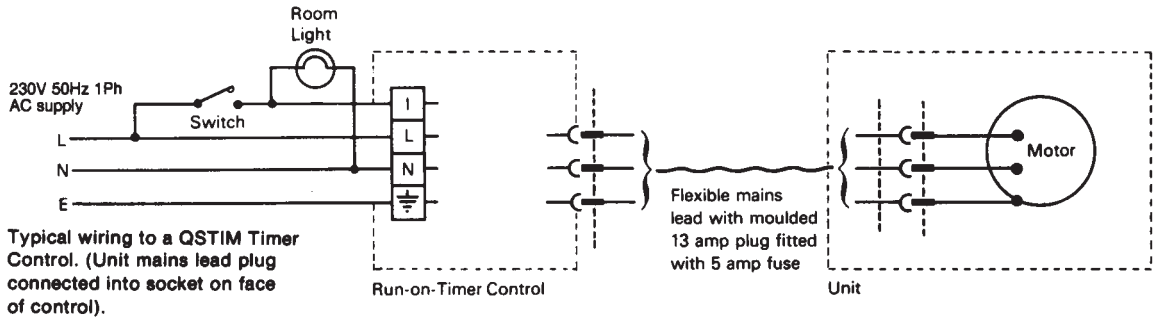 Room
Light
230V 50Hz 1Ph
AC supply
Switch
L
N
E
I
L
N
Motor
Flexible mains
lead with moulded
13 amp plug fitted
with 5 amp fuse
Typical wiring to a QSTIM Timer
Control. (Unit mains lead plug
connected into socket on face
of control).
Run-on-Timer Control
Unit